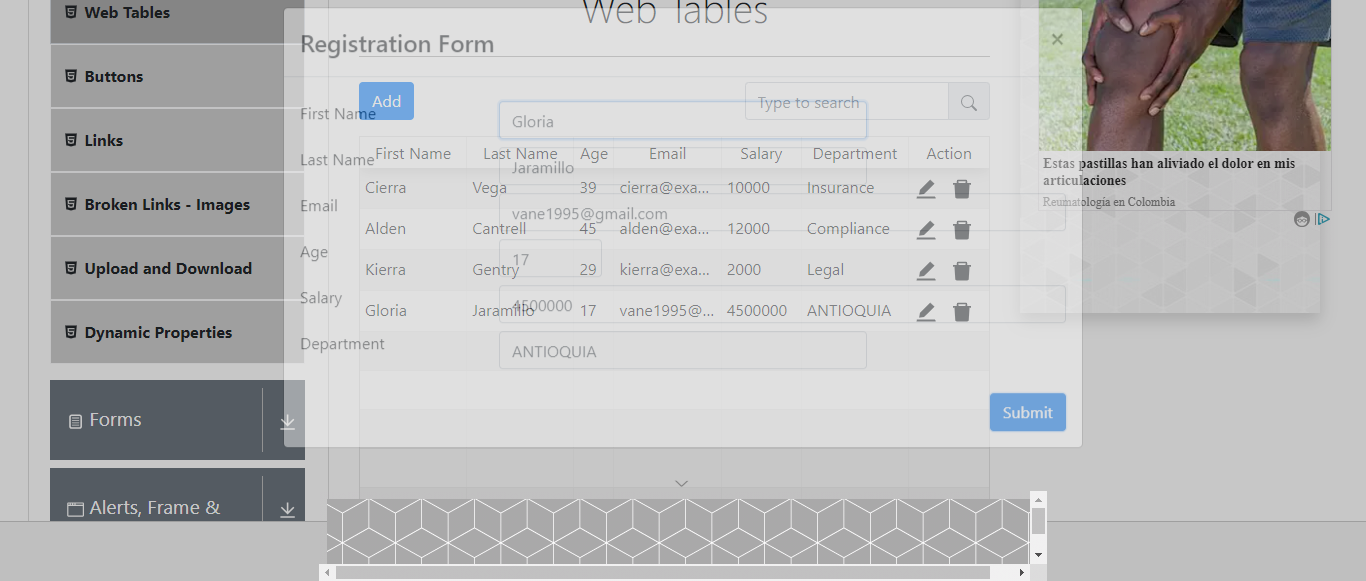 Web Tables
Web Tables
Registration Form
×
Buttons
Add
Type to search
First Name
Gloria
Links
First Name Last Name Age Email Salary Department Action
Last Name
Jaramillo
Estas pastillas han aliviado el dolor en mis
articulaciones
Reumatología en Colombia
Cierra Vega 39 cierra@exa... 10000 Insurance
Broken Links - Images
Email
vane1995@gmail.com
Alden Cantrell 45 alden@exa... 12000 Compliance
Age
17
Upload and Download
Kierra Gentry 29 kierra@exa... 2000 Legal
Salary
4500000
Gloria Jaramillo 17 vane1995@... 4500000 ANTIOQUIA
Dynamic Properties
Department
ANTIOQUIA
Submit
Forms
Alerts, Frame &